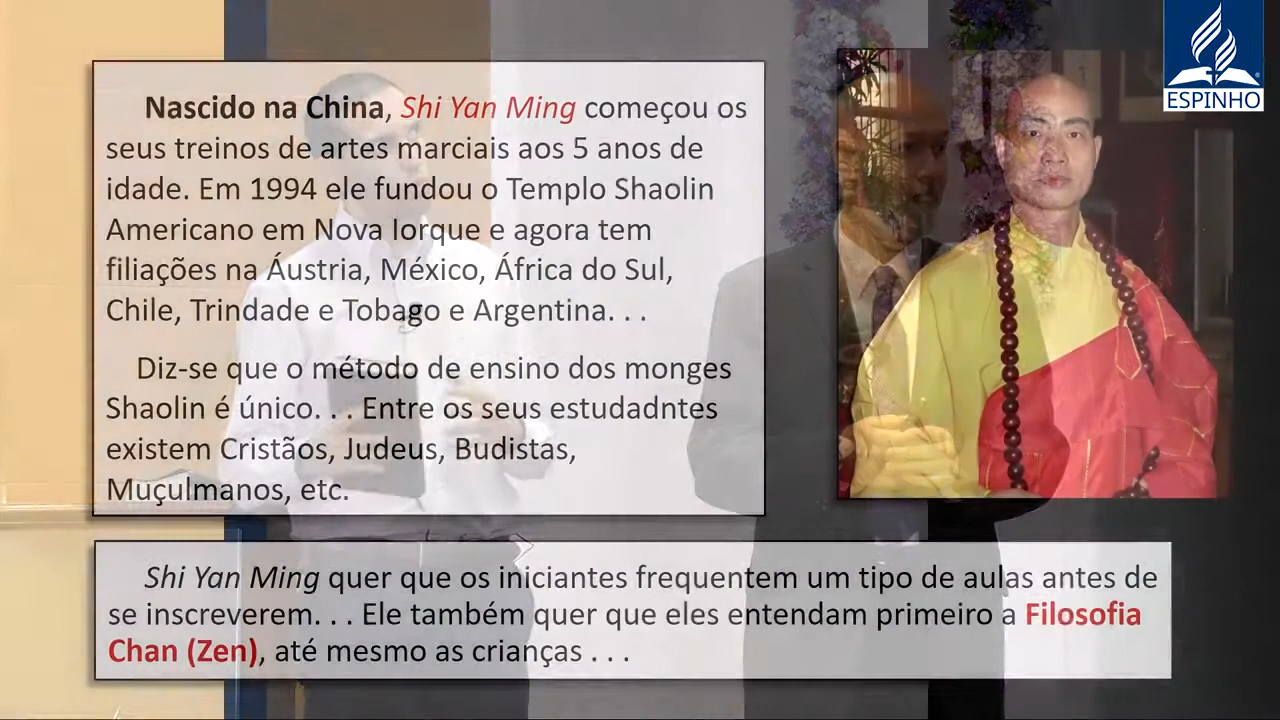 ESPINHO
Nascido na China, Shi Yan Ming começou os
seus treinos de artes marciais aos 5 anos de
idade. Em 1994 ele fundou o Templo Shaolin
Americano em Nova Iorque e agora tem
filiações na Áustria, México, África do Sul,
Chile, Trindade e Tobago e Argentina. . .
Diz-se que o método de ensino dos monges
Shaolin é único. . . Entre os seus estudadntes
existem Cristãos, Judeus, Budistas,
Muçulmanos, etc.
Shi Yan Ming quer que os iniciantes frequentem um tipo de aulas antes de
se inscreverem. . . Ele também quer que eles entendam primeiro a Filosofia
Chan (Zen), até mesmo as crianças . . .